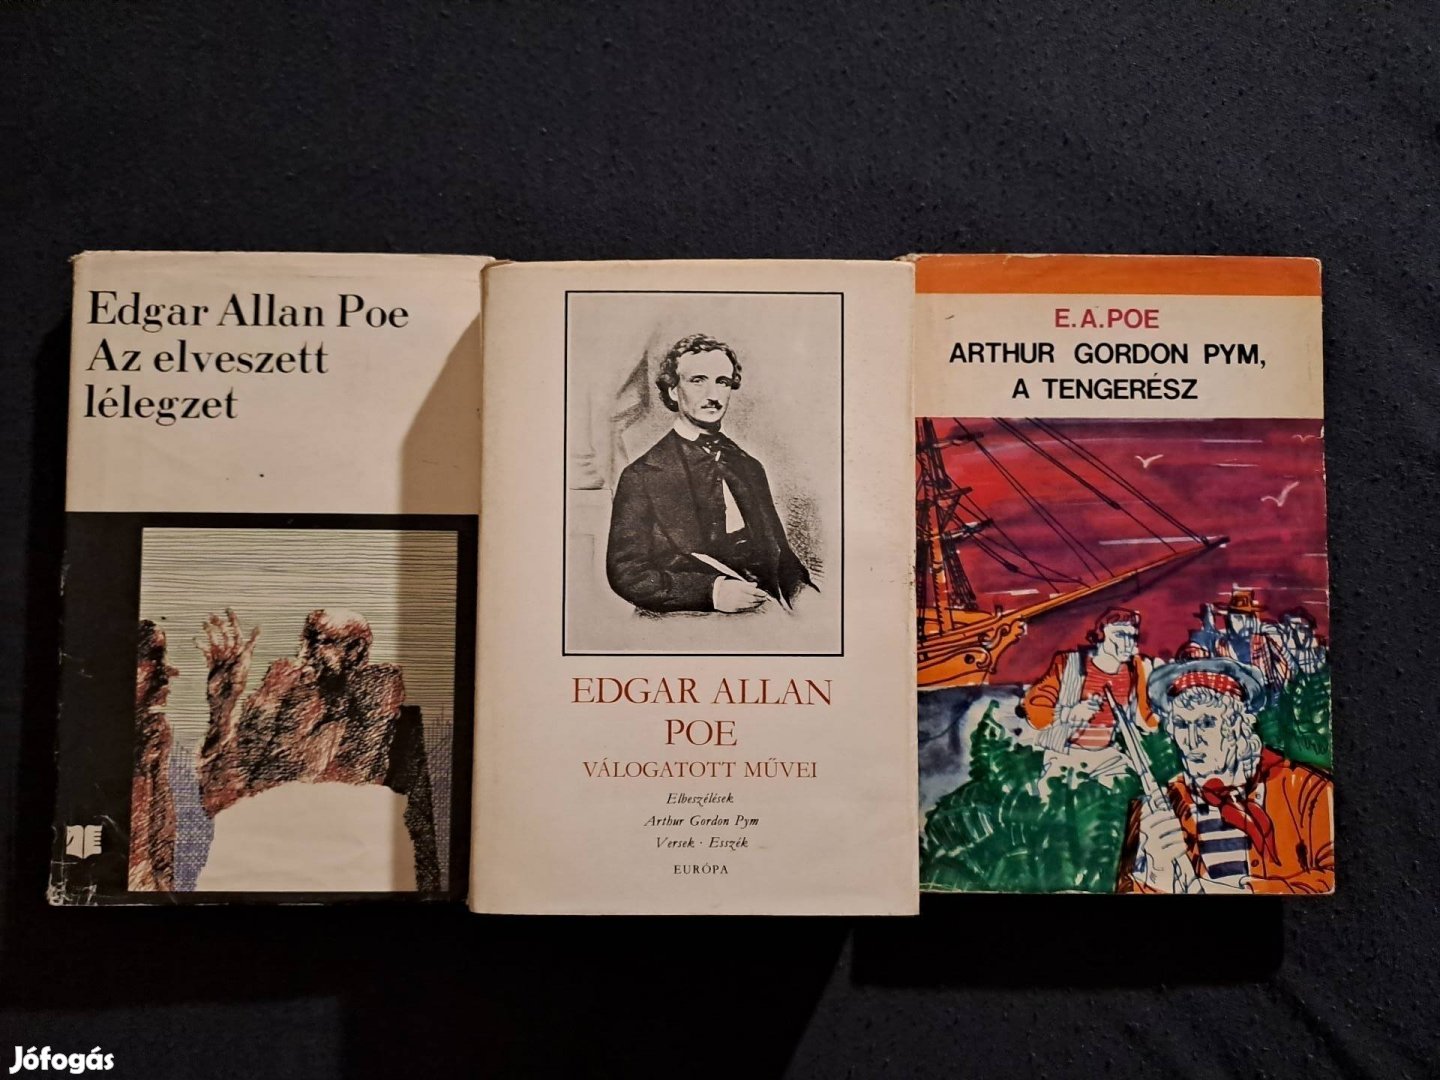 Edgar Allan Poe
Az elveszett
lélegzet
EDGAR ALLAN
POE
VÁLOGATOTT MŰVEI
Elbeszélések
Arthur Gordon Pym
Versek · Esszék
EURÓPA
E.A.POE
ARTHUR GORDON PYM,
A TENGERÉSZ
Jófogás